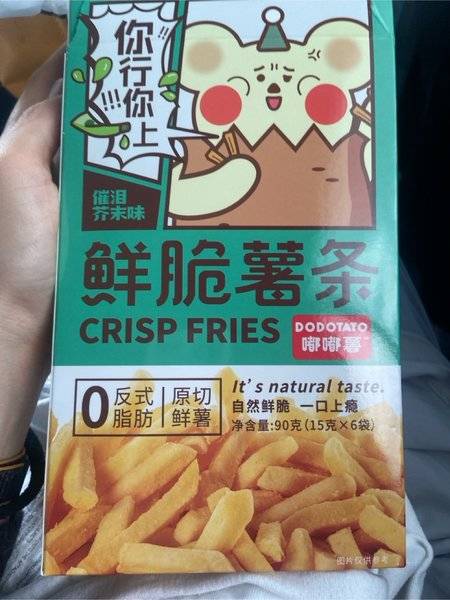 你行你上
!!!
!!!
催泪
芥末味
鲜脆薯条
CRISP FRIES
DODOTATO
嘟嘟薯
0反式脂肪
原切鲜薯
It's natural taste.
自然鲜脆 一口上瘾
净含量:90克(15克×6袋)
图片仅供参考